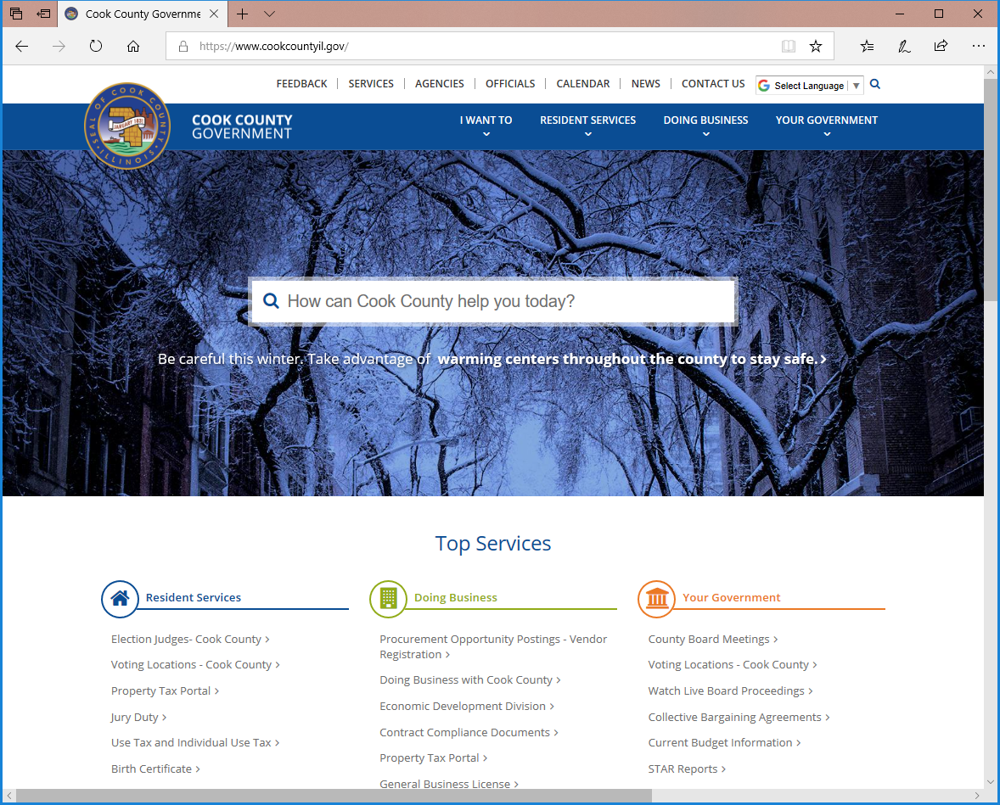 Cook County Governme
https://www.cookcountyil.gov/
FEEDBACK SERVICES AGENCIES OFFICIALS CALENDAR NEWS CONTACT US Select Language
SEAL OF COOK COUNTY ILLINOIS
JANUARY 1831
COOK COUNTY
GOVERNMENT
I WANT TO RESIDENT SERVICES DOING BUSINESS YOUR GOVERNMENT
How can Cook County help you today?
Be careful this winter. Take advantage of warming centers throughout the county to stay safe.
Top Services
Resident Services
Election Judges- Cook County
Voting Locations - Cook County
Property Tax Portal
Jury Duty
Use Tax and Individual Use Tax
Birth Certificate
Doing Business
Procurement Opportunity Postings - Vendor
Registration
Doing Business with Cook County
Economic Development Division
Contract Compliance Documents
Property Tax Portal
General Business License
Your Government
County Board Meetings
Voting Locations - Cook County
Watch Live Board Proceedings
Collective Bargaining Agreements
Current Budget Information
STAR Reports